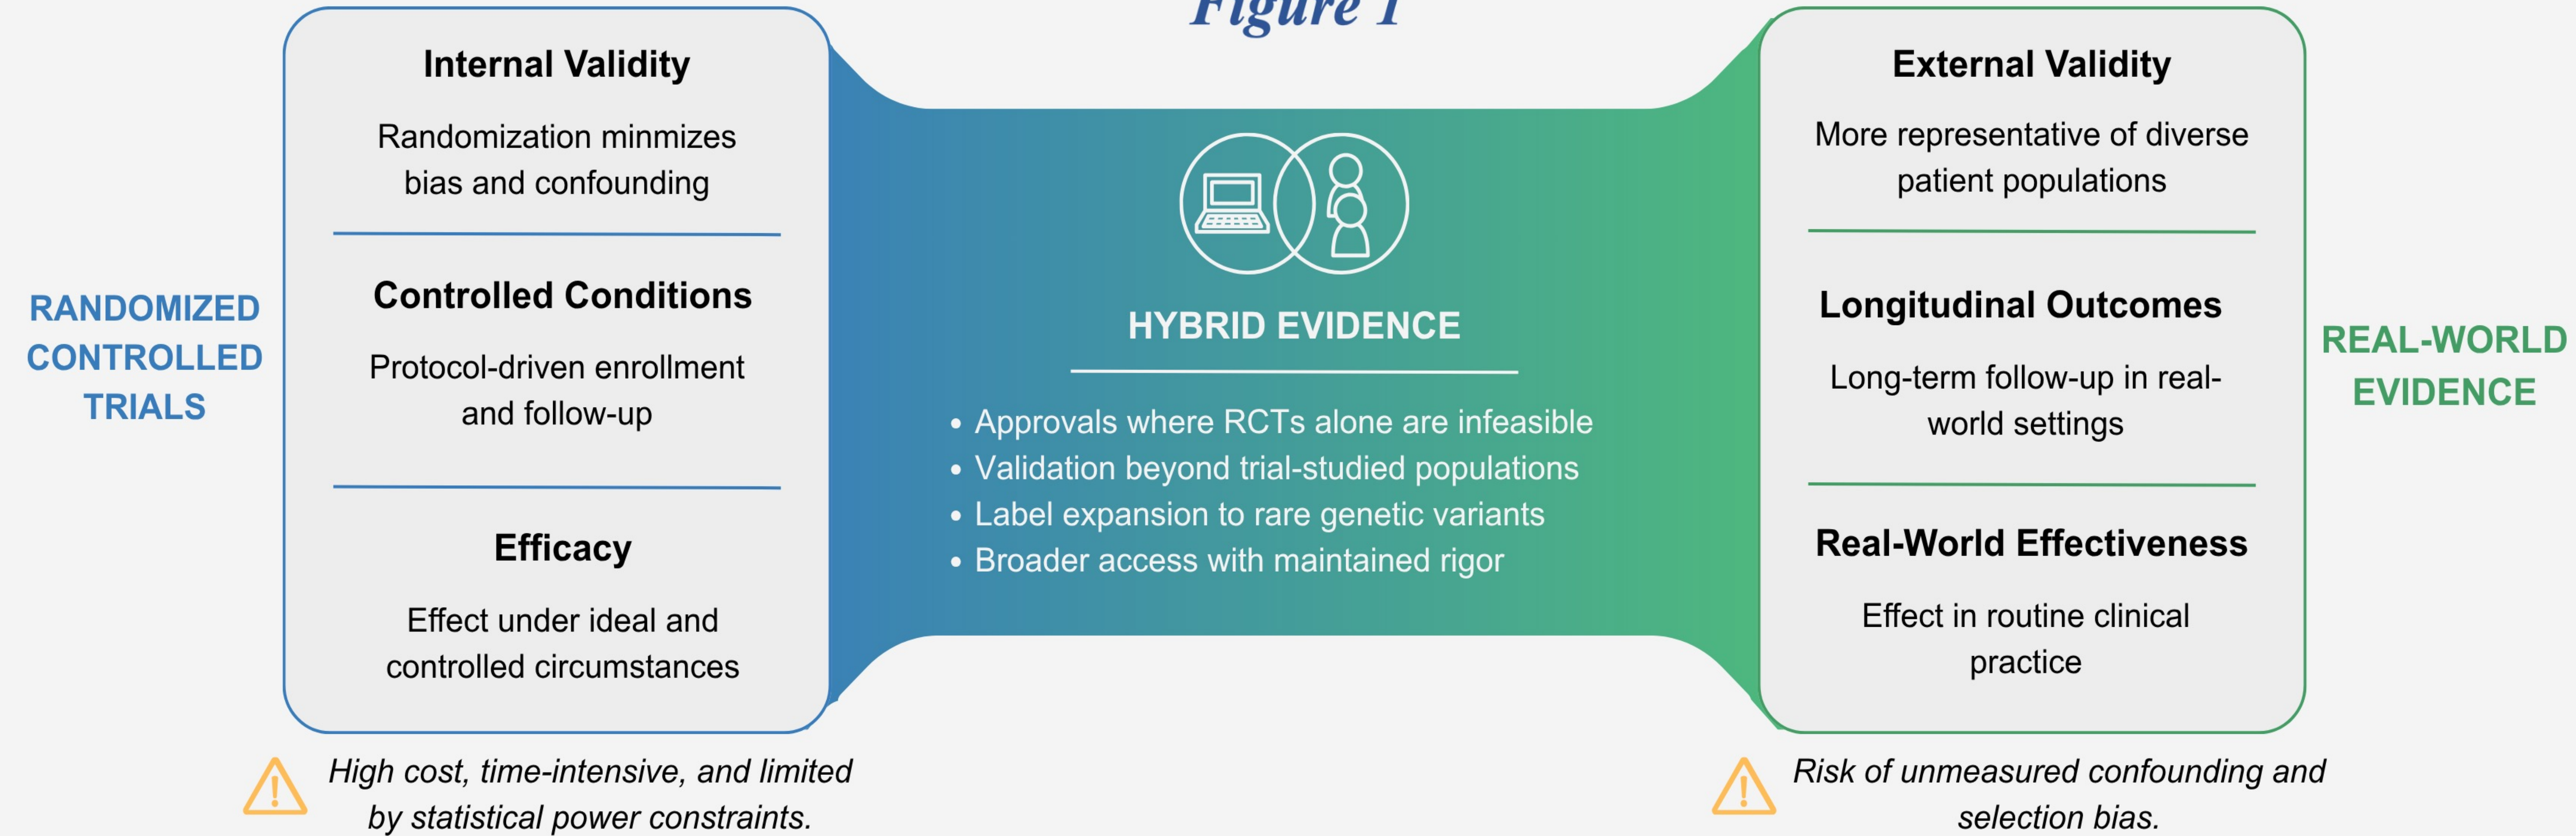 Figure 1
RANDOMIZED
CONTROLLED
TRIALS
Internal Validity
Randomization minmizes
bias and confounding
Controlled Conditions
Protocol-driven enrollment
and follow-up
Efficacy
Effect under ideal and
controlled circumstances
High cost, time-intensive, and limited
by statistical power constraints.
HYBRID EVIDENCE
• Approvals where RCTs alone are infeasible
• Validation beyond trial-studied populations
• Label expansion to rare genetic variants
• Broader access with maintained rigor
External Validity
More representative of diverse
patient populations
Longitudinal Outcomes
Long-term follow-up in real-
world settings
Real-World Effectiveness
Effect in routine clinical
practice
REAL-WORLD
EVIDENCE
Risk of unmeasured confounding and
selection bias.